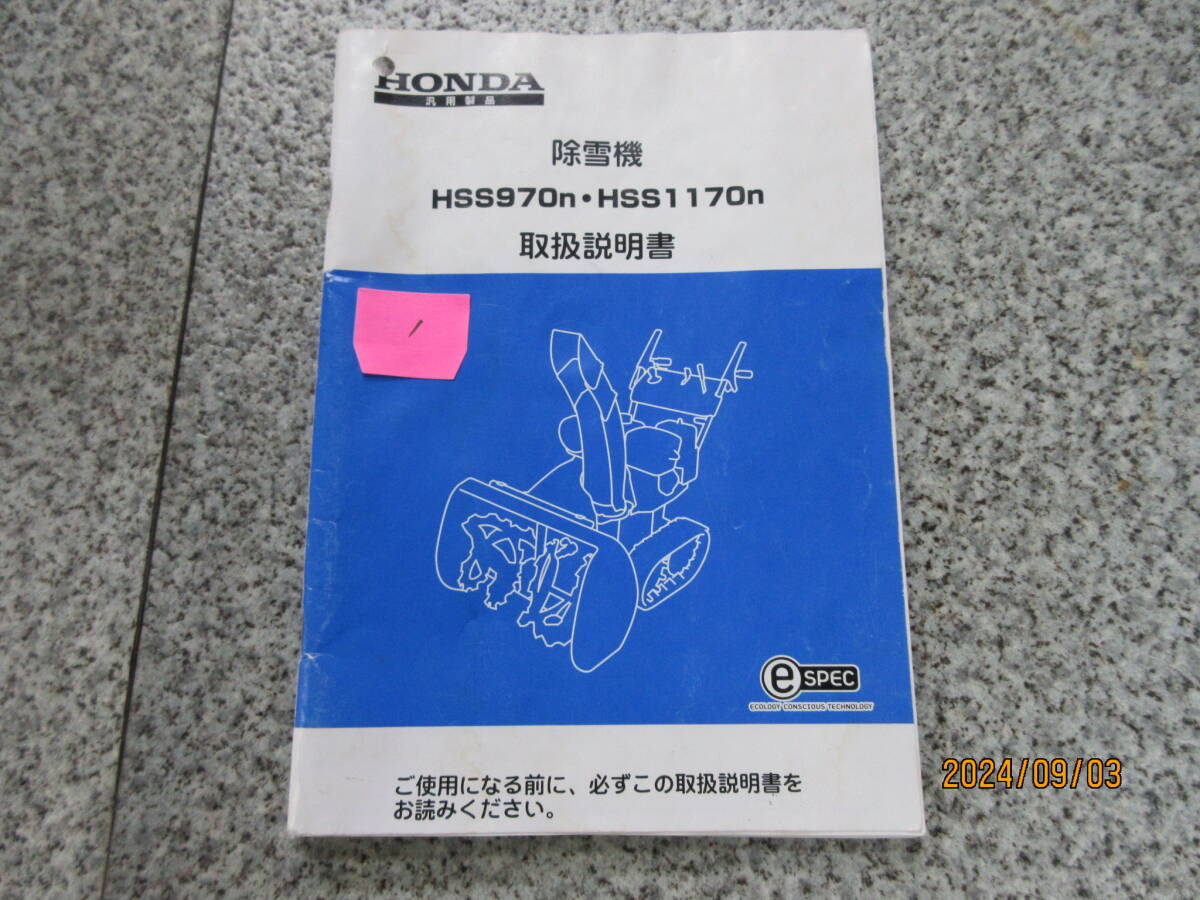 HONDA
汎用製品
除雪機
HSS970n・HSS1170n
取扱説明書
1
e SPEC
ECOLOGY CONSCIOUS TECHNOLOGY
ご使用になる前に、必ずこの取扱説明書を
お読みください。
2024/09/03